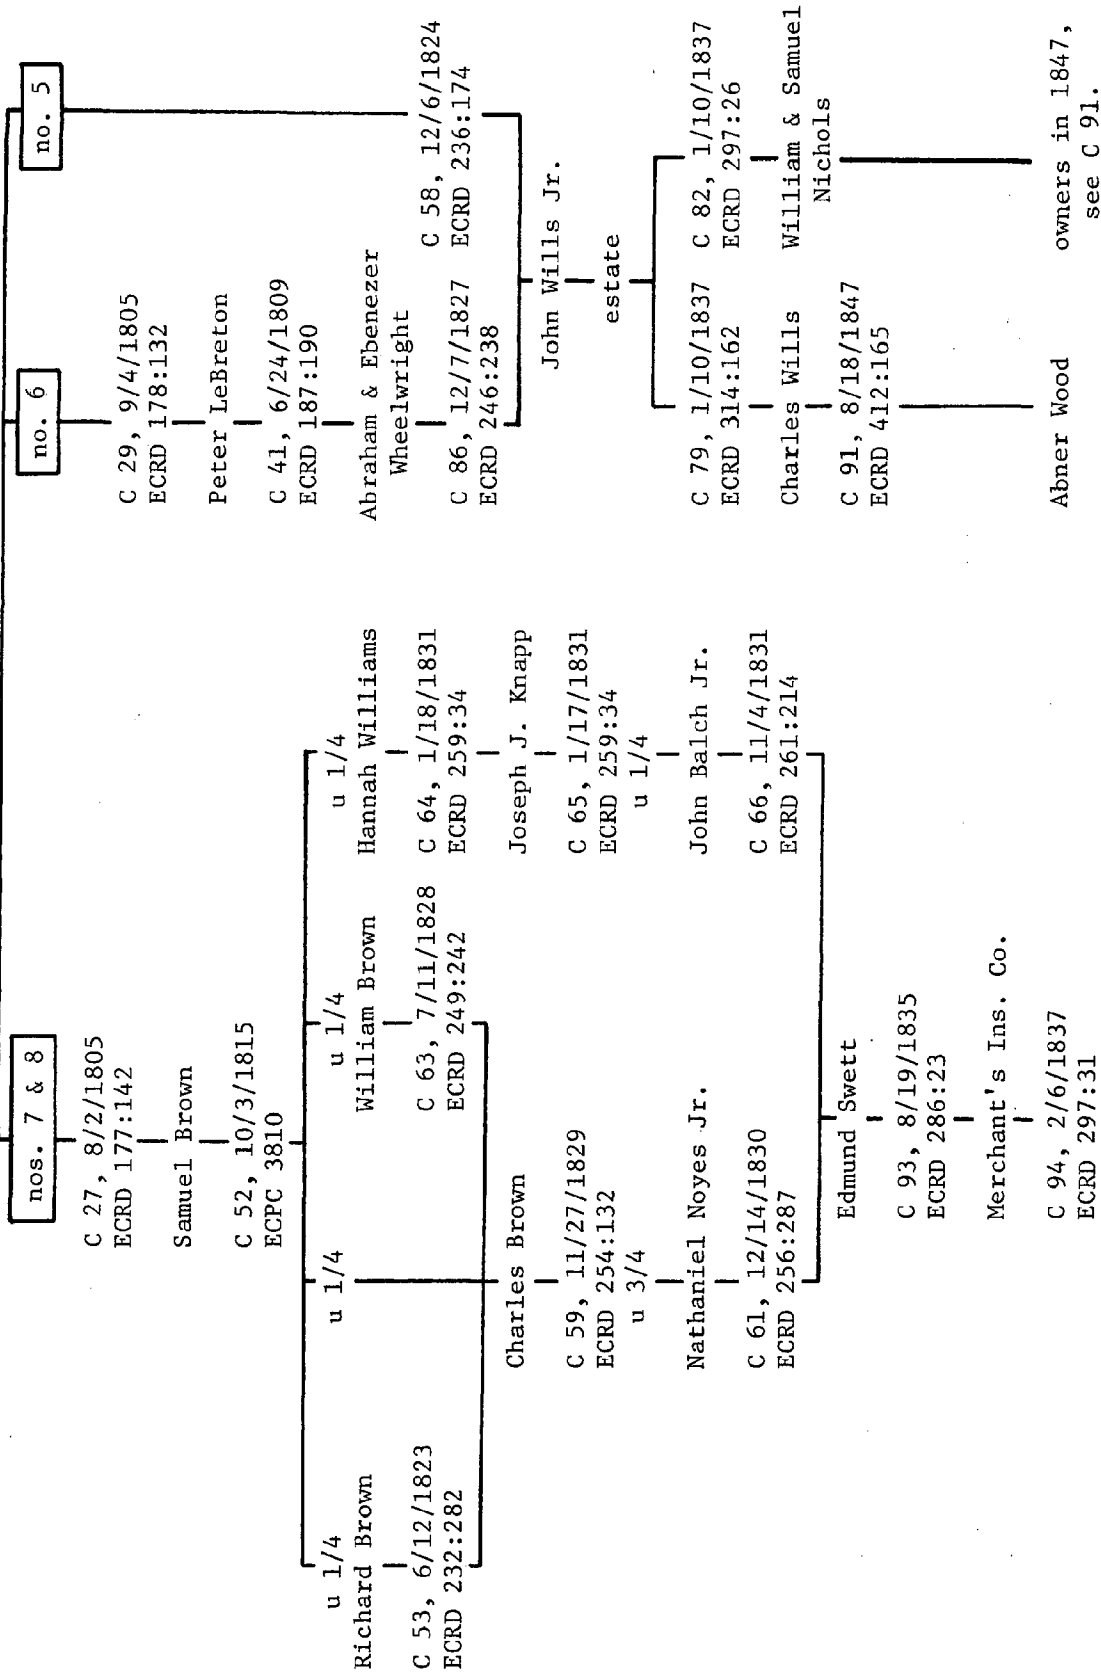 nos. 7 & 8
C 27, 8/2/1805
ECRD 177:142
Samuel Brown
C 52, 10/3/1815
ECPC 3810
u 1/4
Richard Brown
C 53, 6/12/1823
ECRD 232:282
u 1/4
u 1/4
William Brown
C 63, 7/11/1828
ECRD 249:242
u 1/4
Hannah Williams
C 64, 1/18/1831
ECRD 259:34
Joseph J. Knapp
C 65, 1/17/1831
ECRD 259:34
u 1/4
John Balch Jr.
C 66, 11/4/1831
ECRD 261:214
Charles Brown
C 59, 11/27/1829
ECRD 254:132
u 3/4
Nathaniel Noyes Jr.
C 61, 12/14/1830
ECRD 256:287
Edmund Swett
C 93, 8/19/1835
ECRD 286:23
Merchant's Ins. Co.
C 94, 2/6/1837
ECRD 297:31
no. 6
C 29, 9/4/1805
ECRD 178:132
Peter LeBreton
C 41, 6/24/1809
ECRD 187:190
Abraham & Ebenezer
Wheelwright
C 86, 12/7/1827
ECRD 246:238
no. 5
C 58, 12/6/1824
ECRD 236:174
John Wills Jr.
estate
C 79, 1/10/1837
ECRD 314:162
Charles Wills
C 91, 8/18/1847
ECRD 412:165
Abner Wood
C 82, 1/10/1837
ECRD 297:26
William & Samuel
Nichols
owners in 1847,
see C 91.